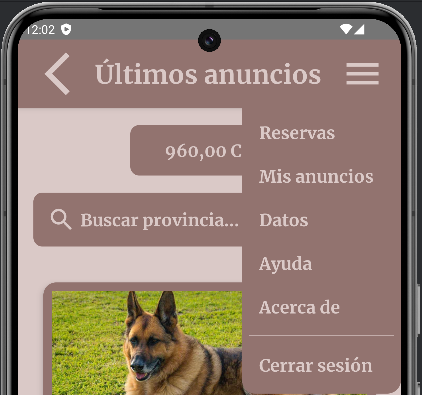 12:02
Últimos anuncios
960,00 C
Buscar provincia...
Reservas
Mis anuncios
Datos
Ayuda
Acerca de
Cerrar sesión